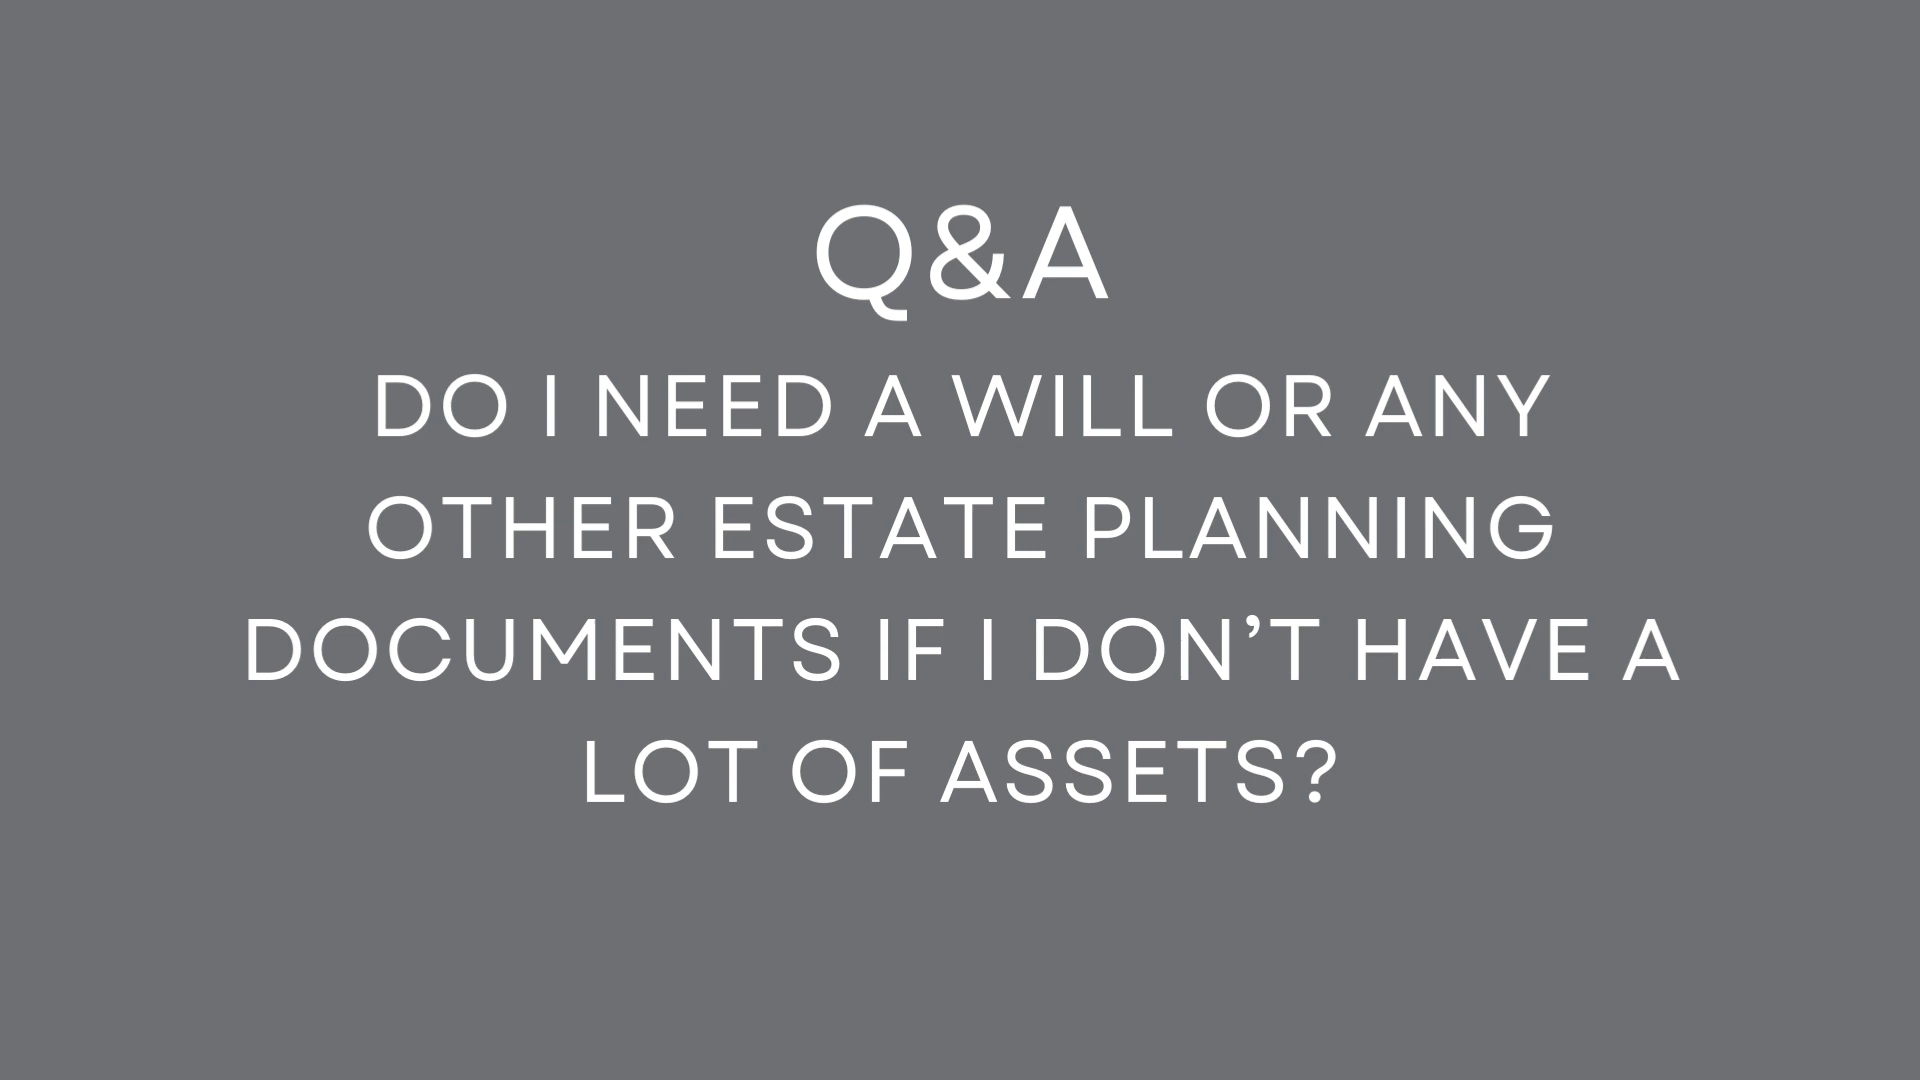 Q&A
DO I NEED A WILL OR ANY
OTHER ESTATE PLANNING
DOCUMENTS IF I DON’T HAVE A
LOT OF ASSETS?